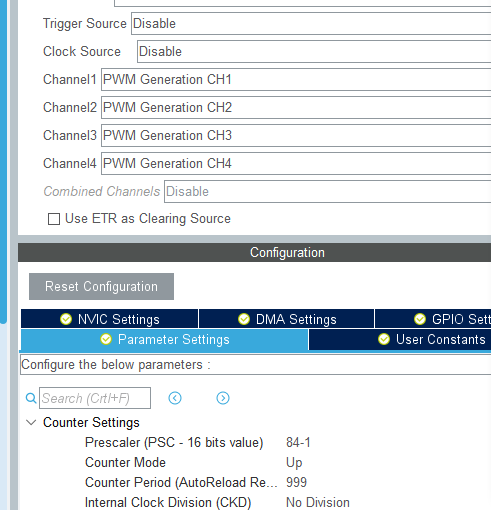 Trigger Source Disable
Clock Source Disable
Channel1 PWM Generation CH1
Channel2 PWM Generation CH2
Channel3 PWM Generation CH3
Channel4 PWM Generation CH4
Combined Channels Disable
Use ETR as Clearing Source
Configuration
Reset Configuration
NVIC Settings DMA Settings GPIO Sett
Parameter Settings User Constants
Configure the below parameters :
Search (Crtl+F)
Counter Settings
Prescaler (PSC - 16 bits value) 84-1
Counter Mode Up
Counter Period (AutoReload Re... 999
Internal Clock Division (CKD) No Division